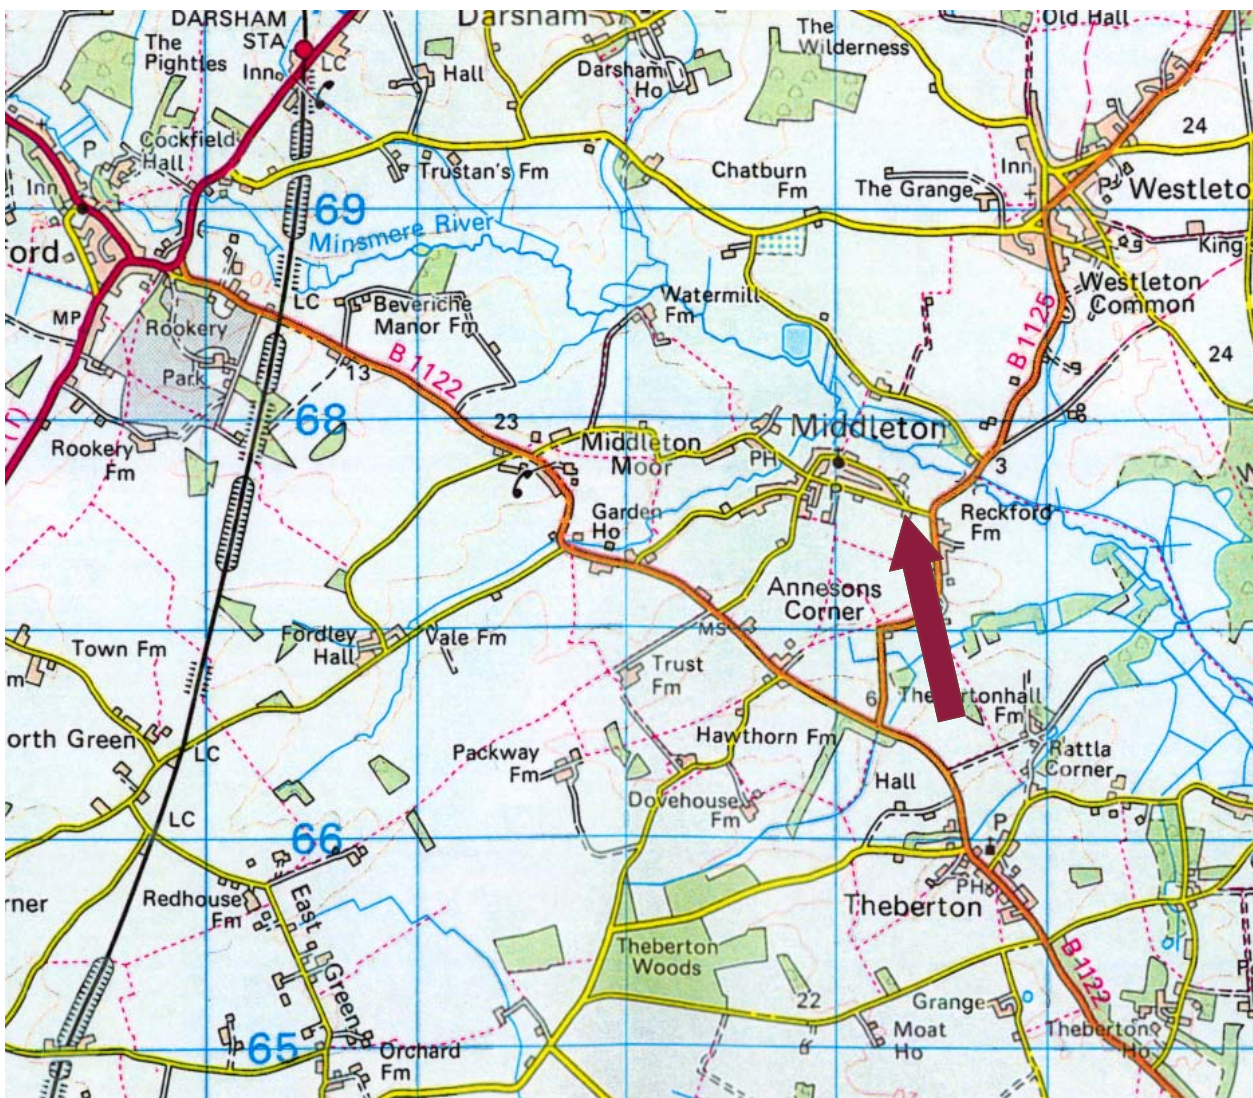 DARSHAM
STA
LC
Inn
The
Pightles
Hall
Darsham
Darsham
Ho
The
Wilderness
Old Hall
24
P
Cockfield
Hall
Inn
Trustan's Fm
Chatburn
Fm
The Grange
Inn
P
Westleto
69
Minsmere River
ford
King's
LC
Beveriche
Manor Fm
Watermill
Fm
Westleton
Common
MP
Rookery
Park
B 1122
B1125
24
13
68
23
Rookery
Fm
Middleton
Moor
PH
Middleton
3
P
P
Garden
Ho
Reckford
Fm
Annesons
Corner
Fordley
Hall
Vale Fm
MS
Town Fm
m
Trust
Fm
6
Fm
orth Green
LC
Hawthorn Fm
Packway
Fm
Rattla
Corner
Hall
Dovehouse
Fm
LC
66
P
Redhouse
Fm
East
Green
PH
Theberton
rner
Theberton
Woods
B1122
P
22
Grange
Moat
Ho
Theberton
Ho
65
Orchard
Fm